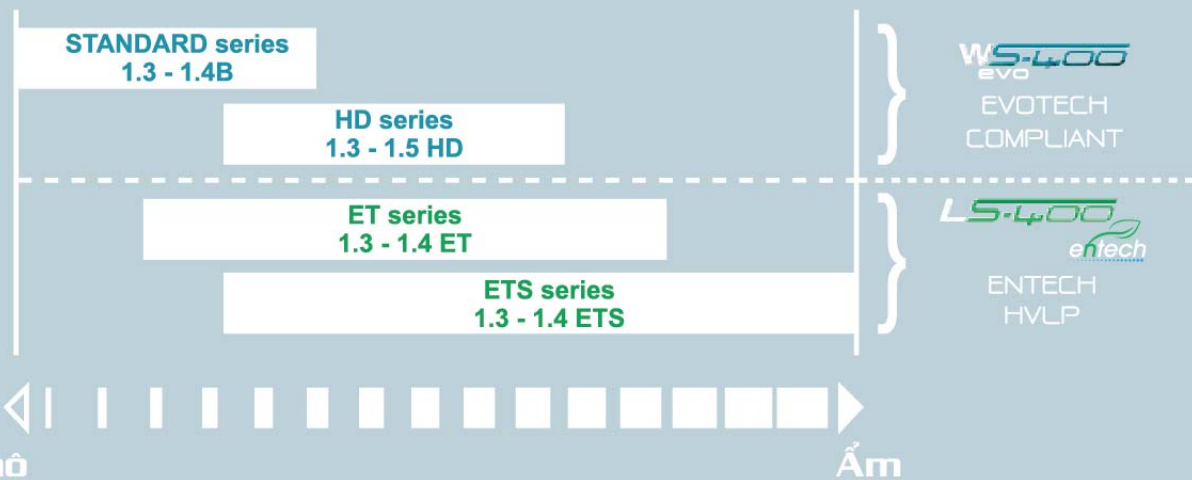 STANDARD series
1.3 - 1.4B
WS-400
evo
EVOTECH
COMPLIANT
HD series
1.3 - 1.5 HD
ET series
1.3 - 1.4 ET
LS-400
entech
ENTECH
HVLP
ETS series
1.3 - 1.4 ETS
Ẩm